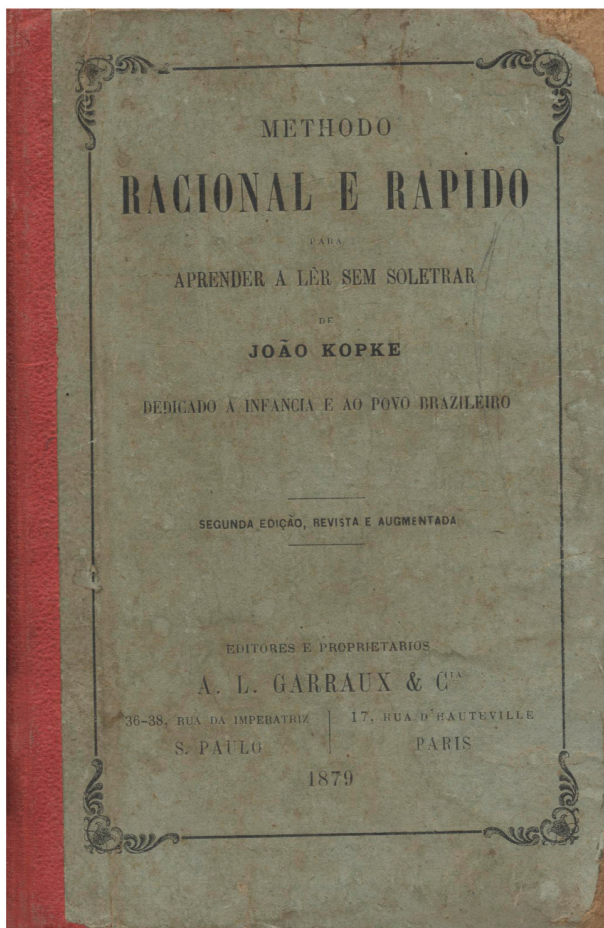 METHODO
RACIONAL E RAPIDO
PARA
APRENDER A LÊR SEM SOLETRAR
DE
JOÃO KOPKE
DEDICADO Á INFANCIA E AO POVO BRAZILEIRO
SEGUNDA EDIÇÃO, REVISTA E AUGMENTADA
EDITORES E PROPRIETARIOS
A. L. GARRAUX & Cᴵᴬ
36-38, RUA DA IMPERATRIZ
S. PAULO
17, RUA D'HAUTEVILLE
PARIS
1879